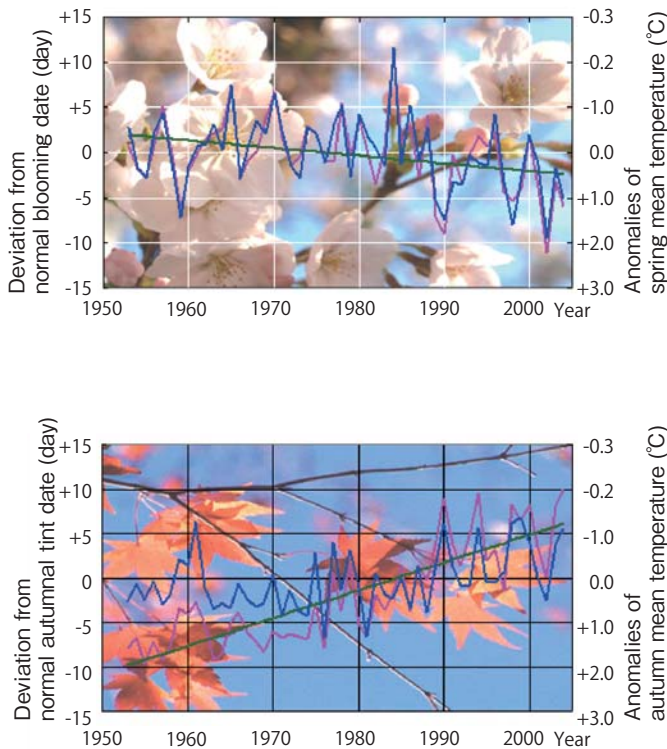 Deviation from
normal blooming date (day)
+15
+10
+5
0
-5
-10
-15
-0.3
-0.2
-1.0
0.0
+1.0
+2.0
+3.0
Anomalies of
spring mean temperature (℃)
1950 1960 1970 1980 1990 2000 Year
Deviation from
normal autumnal tint date (day)
+15
+10
+5
0
-5
-10
-15
-0.3
-0.2
-1.0
0.0
+1.0
+2.0
+3.0
Anomalies of
autumn mean temperature (℃)
1950 1960 1970 1980 1990 2000 Year